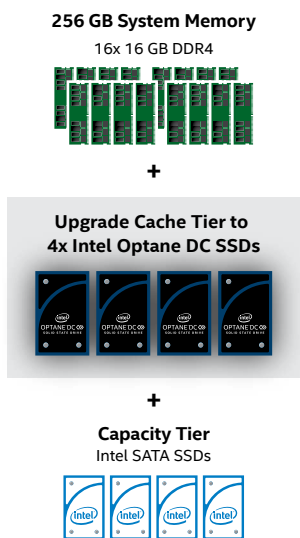 256 GB System Memory
16x 16 GB DDR4
+
Upgrade Cache Tier to
4x Intel Optane DC SSDs
intel intel intel intel
OPTANE DC OPTANE DC OPTANE DC OPTANE DC
SOLID STATE DRIVE SOLID STATE DRIVE SOLID STATE DRIVE SOLID STATE DRIVE
+
Capacity Tier
Intel SATA SSDs
intel intel intel intel